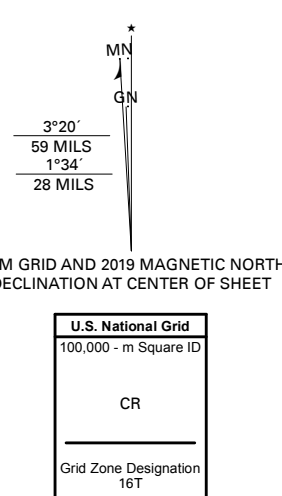 ★
MN
GN
3°20´
59 MILS
1°34´
28 MILS
M GRID AND 2019 MAGNETIC NORTH
DECLINATION AT CENTER OF SHEET
U.S. National Grid
100,000 - m Square ID
CR
Grid Zone Designation
16T